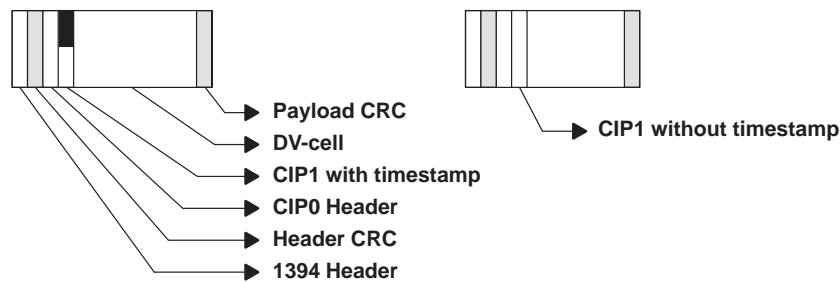 Payload CRC
DV-cell
CIP1 with timestamp
CIP0 Header
Header CRC
1394 Header
CIP1 without timestamp